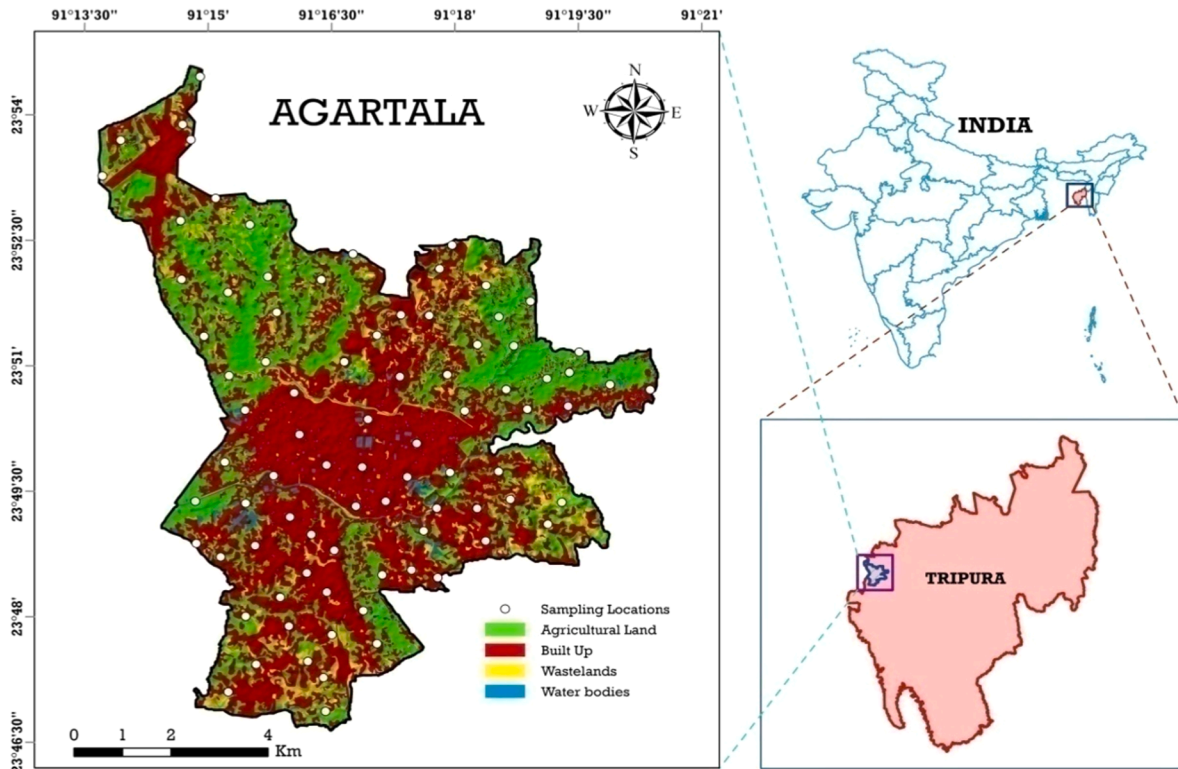 91°13'30"
91°15'
91°16'30"
91°18'
91°19'30"
91°21'
23°54'
23°52'30"
23°51'
23°49'30"
23°48'
23°46'30"
AGARTALA
N
W
E
S
Sampling Locations
Agricultural Land
Built Up
Wastelands
Water bodies
0 1 2 4
Km
INDIA
TRIPURA